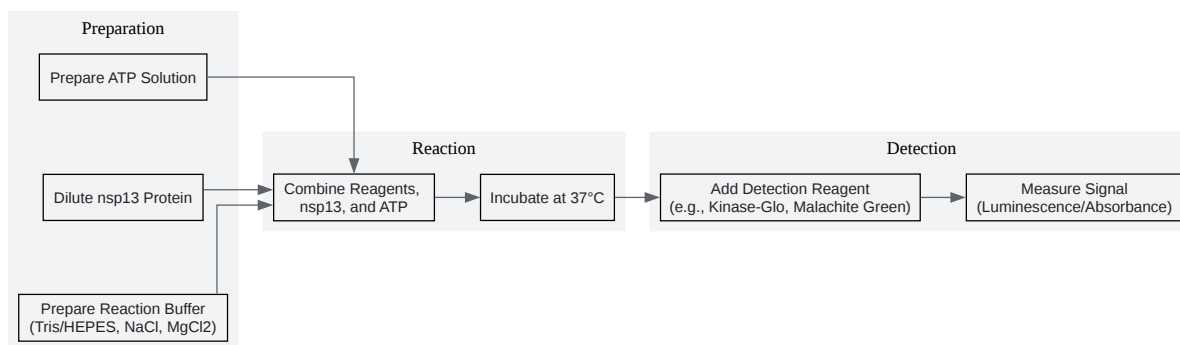 Preparation
Prepare ATP Solution
Dilute nsp13 Protein
Prepare Reaction Buffer
(Tris/HEPES, NaCl, MgCl2)
Reaction
Combine Reagents,
nsp13, and ATP
Incubate at 37°C
Detection
Add Detection Reagent
(e.g., Kinase-Glo, Malachite Green)
Measure Signal
(Luminescence/Absorbance)